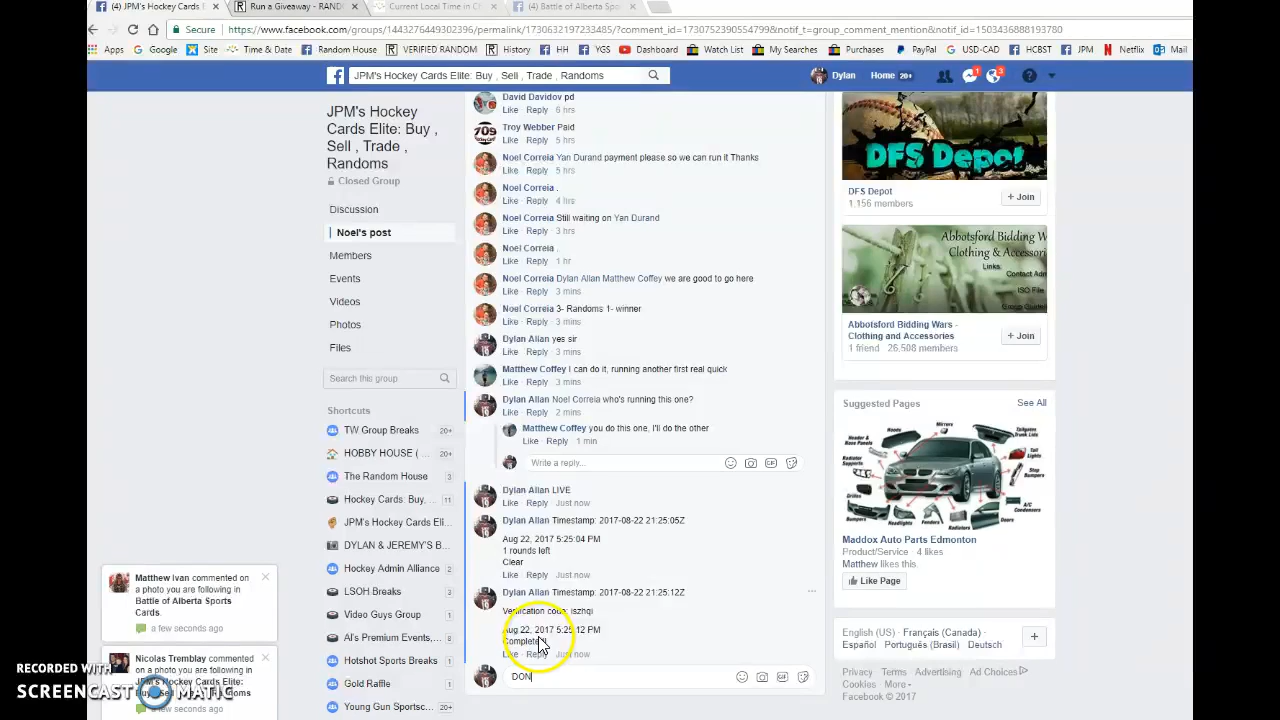 (4) JPM's Hockey Cards E
Run a Giveaway - RAND
Current Local Time in C
(4) Battle of Alberta Spo
Secure https://www.facebook.com/groups/1443276449302396/permalink/1730632197233485/?comment_id=1730752390554799&notif_t=group_comment_mention&notif_id=1503436888193780
Apps Google Site Time & Date Random House VERIFIED RANDOM Histor HH YGS Dashboard Watch List My Purchases PayPal USD-CAD HCBST JPM Netflix Mail
JPM's Hockey Cards Elite: Buy , Sell , Trade , Randoms Dylan Home 20+ 1 3
JPM's Hockey
Cards Elite: Buy ,
Sell , Trade ,
Randoms
Closed Group
Discussion
Noel's post
Members
Events
Videos
Photos
Files
Search this group
Shortcuts
TW Group Breaks 20+
HOBBY HOUSE ( ... 20+
The Random House 3
Hockey Cards: Buy, ... 11
JPM's Hockey Cards Eli...
DYLAN & JEREMY'S B...
Hockey Admin Alliance 2
LSOH Breaks 3
Video Guys Group 1
Al's Premium Events,... 6
Hotshot Sports Breaks 1
Gold Raffle 1
Young Gun Sportsc... 20+
David Davidov pd
Like · Reply · 6 hrs
Troy Webber Paid
Like · Reply · 5 hrs
Noel Correia Yan Durand payment please so we can run it Thanks
Like · Reply · 5 hrs
Noel Correia .
Like · Reply · 4 hrs
Noel Correia Still waiting on Yan Durand
Like · Reply · 3 hrs
Noel Correia .
Like · Reply · 1 hr
Noel Correia Dylan Allan Matthew Coffey we are good to go here
Like · Reply · 3 mins
Noel Correia 3- Randoms 1- winner
Like · Reply · 3 mins
Dylan Allan yes sir
Like · Reply · 3 mins
Matthew Coffey I can do it, running another first real quick
Like · Reply · 3 mins
Dylan Allan Noel Correia who's running this one?
Like · Reply · 2 mins
Matthew Coffey you do this one, I'll do the other
Like · Reply · 1 min
Write a reply...
Dylan Allan LIVE
Like · Reply · Just now
Dylan Allan Timestamp: 2017-08-22 21:25:05Z
Aug 22, 2017 5:25:04 PM
1 rounds left
Clear
Like · Reply · Just now
Dylan Allan Timestamp: 2017-08-22 21:25:12Z
Verification code: iszhqi
Aug 22, 2017 5:25:12 PM
Complete
Like · Reply · Just now
DON
DFS Depot
DFS Depot
1,156 members
+ Join
Abbotsford Bidding W
Clothing & Accessorie
Links:
Contact Adm
ISO File
Abbotsford Bidding Wars -
Clothing and Accessories
1 friend · 26,508 members
+ Join
Suggested Pages See All
Maddox Auto Parts Edmonton
Product/Service · 4 likes
Matthew likes this.
Like Page
English (US) · Français (Canada) ·
Español · Português (Brasil) · Deutsch
Privacy · Terms · Advertising · Ad Choices
Cookies · More
Facebook © 2017
Matthew Ivan commented on
a photo you are following in
Battle of Alberta Sports
Cards.
a few seconds ago
Nicolas Tremblay commented
on a photo you are following in
JPM's Hockey Cards Elite:
a few seconds ago
RECORDED WITH
SCREENCAST MATIC